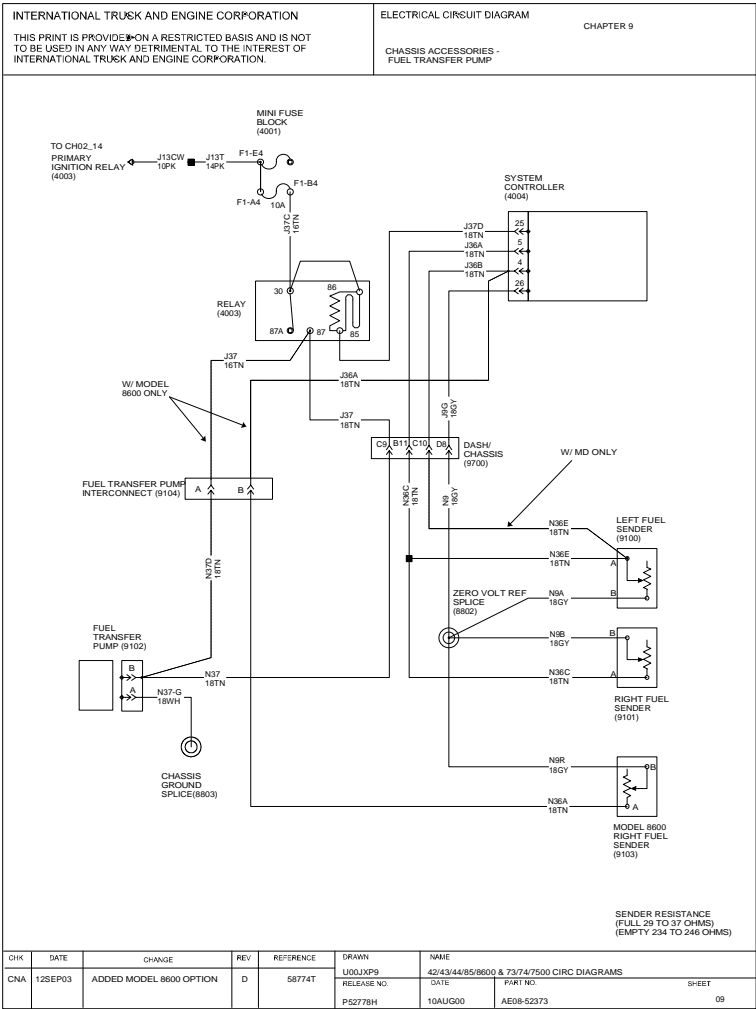 INTERNATIONAL TRUCK AND ENGINE CORPORATION
THIS PRINT IS PROVIDED ON A RESTRICTED BASIS AND IS NOT
TO BE USED IN ANY WAY DETRIMENTAL TO THE INTEREST OF
INTERNATIONAL TRUCK AND ENGINE CORPORATION.
ELECTRICAL CIRCUIT DIAGRAM
CHAPTER 9
CHASSIS ACCESSORIES -
FUEL TRANSFER PUMP
MINI FUSE
BLOCK
(4001)
TO CH02_14
PRIMARY
IGNITION RELAY
(4003)
J13CW
10PK
J13T
14PK
F1-E4
F1-A4
F1-B4
10A
J37C
16TN
SYSTEM
CONTROLLER
(4004)
J37D
18TN
25
J36A
18TN
5
J36B
18TN
4
26
RELAY
(4003)
30
86
87A
87
85
J37
16TN
W/ MODEL
8600 ONLY
J36A
18TN
J37
18TN
J9G
18GY
C9
B11
C10
D8
DASH/
CHASSIS
(9700)
W/ MD ONLY
FUEL TRANSFER PUMP
INTERCONNECT (9104)
A
B
N36C
18TN
N9
18GY
N36E
18TN
LEFT FUEL
SENDER
(9100)
N36E
18TN
A
N37D
18TN
ZERO VOLT REF
SPLICE
(8802)
N9A
18GY
B
FUEL
TRANSFER
PUMP (9102)
N9B
18GY
B
B
A
N37
18TN
N37-G
18WH
N36C
18TN
A
RIGHT FUEL
SENDER
(9101)
CHASSIS
GROUND
SPLICE(8803)
N9R
18GY
B
N36A
18TN
A
MODEL 8600
RIGHT FUEL
SENDER
(9103)
SENDER RESISTANCE
(FULL 29 TO 37 OHMS)
(EMPTY 234 TO 246 OHMS)
CHK DATE CHANGE REV REFERENCE DRAWN NAME
CNA 12SEP03 ADDED MODEL 8600 OPTION D 58774T U00JXP9 42/43/44/85/8600 & 73/74/7500 CIRC DIAGRAMS
RELEASE NO. DATE PART NO. SHEET
P52778H 10AUG00 AE08-52373 09